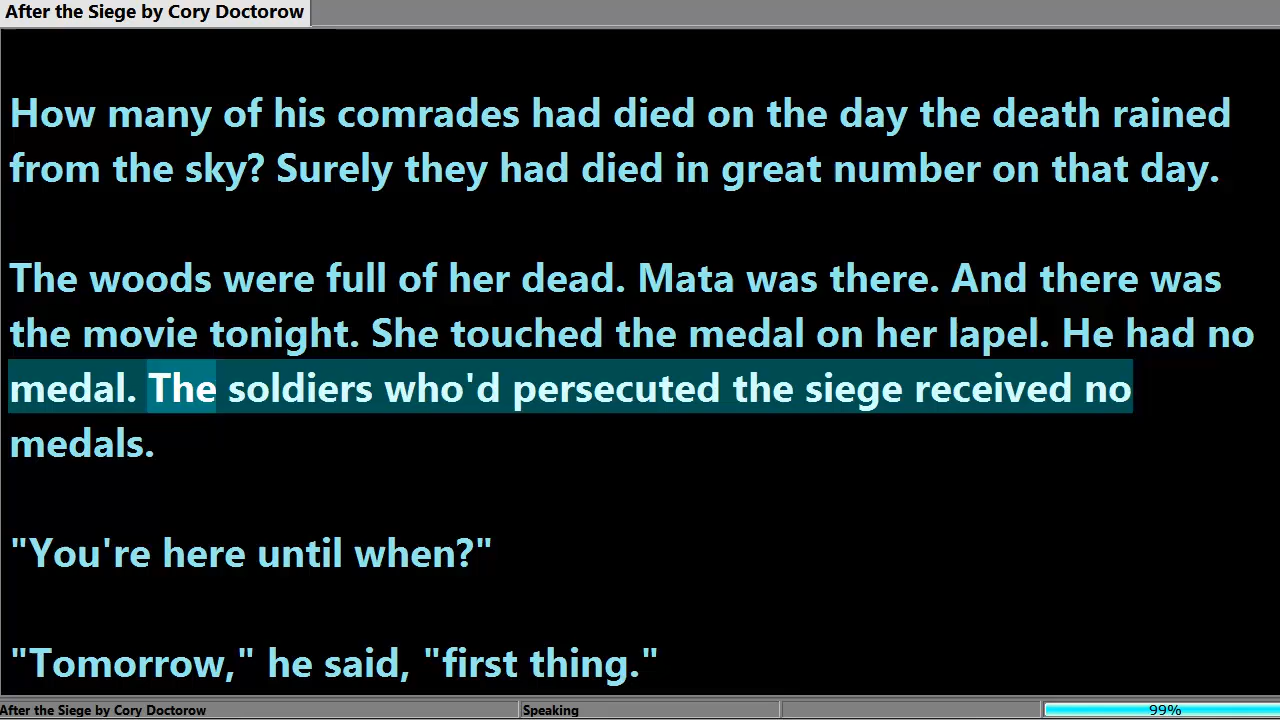 After the Siege by Cory Doctorow
How many of his comrades had died on the day the death rained
from the sky? Surely they had died in great number on that day.
The woods were full of her dead. Mata was there. And there was
the movie tonight. She touched the medal on her lapel. He had no
medal. The soldiers who'd persecuted the siege received no
medals.
"You're here until when?"
"Tomorrow," he said, "first thing."
After the Siege by Cory Doctorow
Speaking
99%